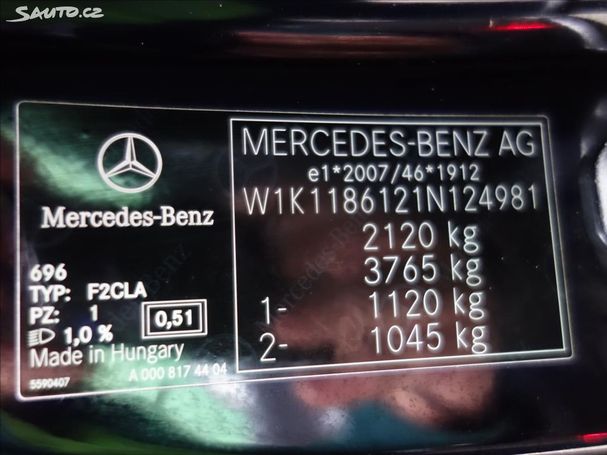 Sauto.cz
MERCEDES-BENZ AG
e1*2007/46*1912
W1K1186121N124981
2120 kg
3765 kg
1- 1120 kg
2- 1045 kg
Mercedes-Benz
696
TYP: F2CLA
PZ: 1
1,0 %
0,51
Made in Hungary
A 000 817 44 04
5590407